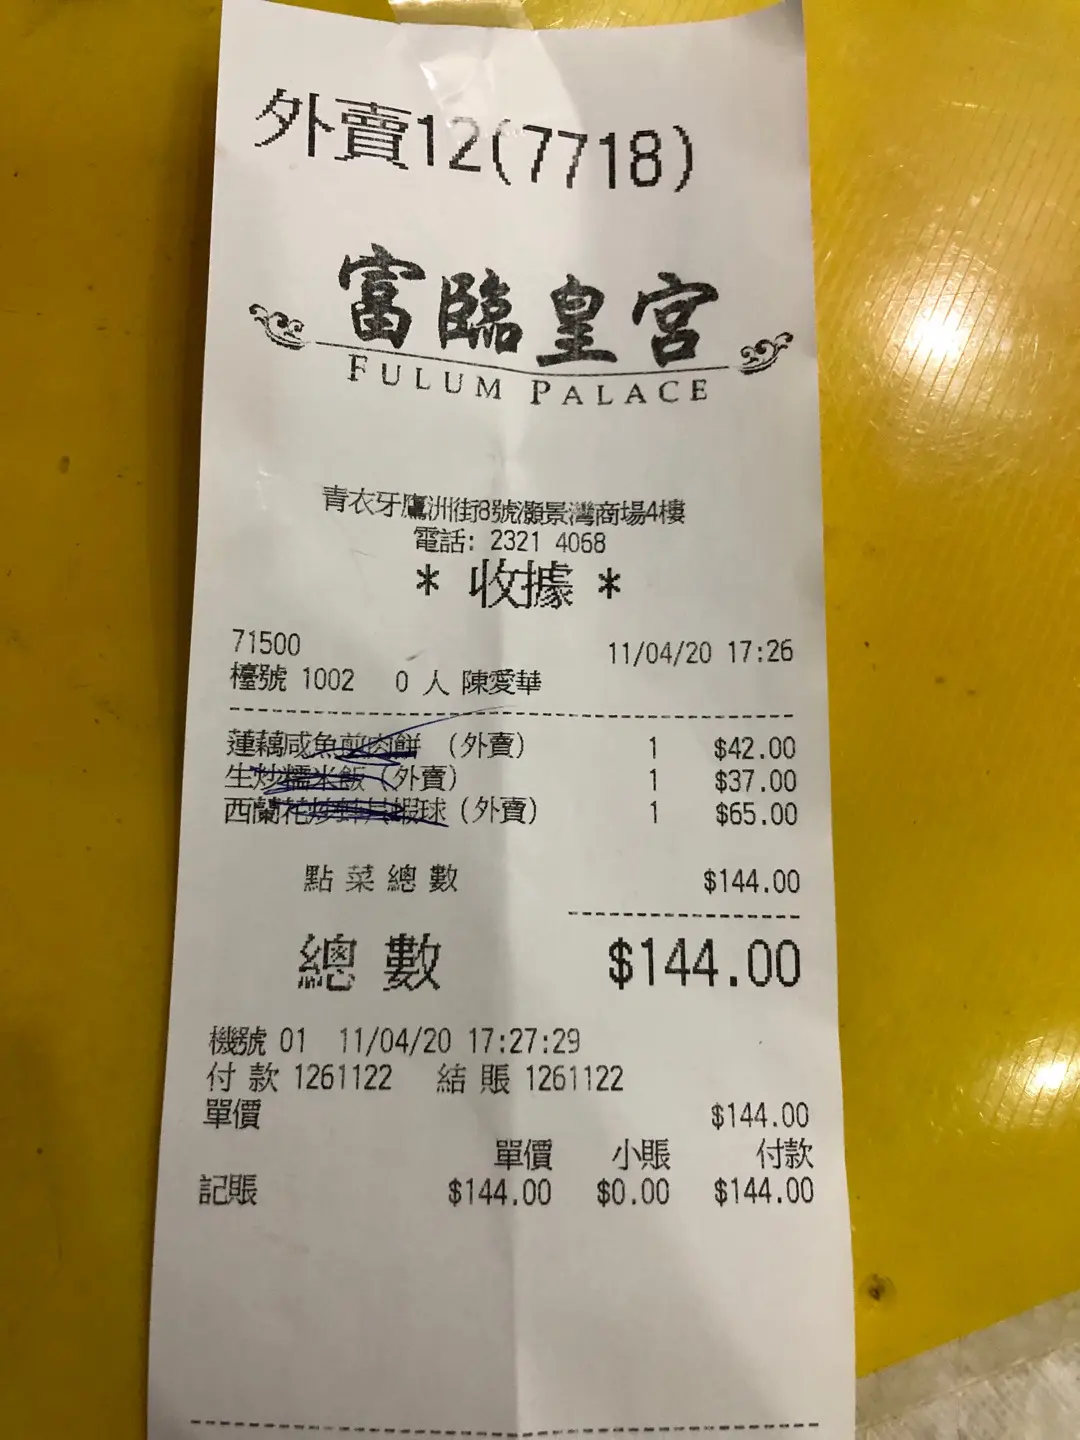 外賣12(7718)
富臨皇宮
FULUM PALACE
青衣牙鷹洲街8號灝景灣商場4樓
電話: 2321 4068
* 收據 *
71500 11/04/20 17:26
檯號 1002 0 人 陳愛華
蓮藕咸魚煎肉餅 (外賣) 1 $42.00
生炒糯米飯 (外賣) 1 $37.00
西蘭花炒蚌片蝦球 (外賣) 1 $65.00
點菜總數 $144.00
總數 $144.00
機號 01 11/04/20 17:27:29
付款 1261122 結賬 1261122
單價 $144.00
單價 小賬 付款
記賬 $144.00 $0.00 $144.00